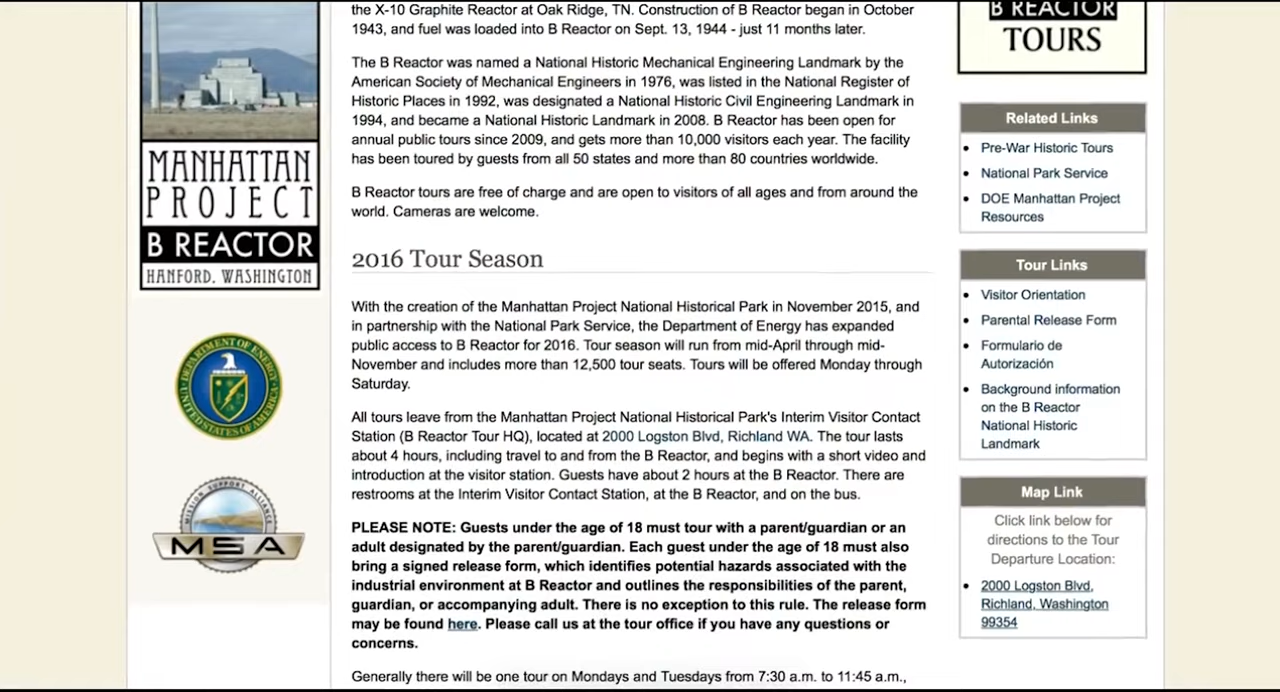 MANHATTAN
PROJECT
B REACTOR
HANFORD, WASHINGTON
DEPARTMENT OF ENERGY
UNITED STATES OF AMERICA
MISSION SUPPORT ALLIANCE
MSA
the X-10 Graphite Reactor at Oak Ridge, TN. Construction of B Reactor began in October
1943, and fuel was loaded into B Reactor on Sept. 13, 1944 - just 11 months later.
The B Reactor was named a National Historic Mechanical Engineering Landmark by the
American Society of Mechanical Engineers in 1976, was listed in the National Register of
Historic Places in 1992, was designated a National Historic Civil Engineering Landmark in
1994, and became a National Historic Landmark in 2008. B Reactor has been open for
annual public tours since 2009, and gets more than 10,000 visitors each year. The facility
has been toured by guests from all 50 states and more than 80 countries worldwide.
B Reactor tours are free of charge and are open to visitors of all ages and from around the
world. Cameras are welcome.
2016 Tour Season
With the creation of the Manhattan Project National Historical Park in November 2015, and
in partnership with the National Park Service, the Department of Energy has expanded
public access to B Reactor for 2016. Tour season will run from mid-April through mid-
November and includes more than 12,500 tour seats. Tours will be offered Monday through
Saturday.
All tours leave from the Manhattan Project National Historical Park's Interim Visitor Contact
Station (B Reactor Tour HQ), located at 2000 Logston Blvd, Richland WA. The tour lasts
about 4 hours, including travel to and from the B Reactor, and begins with a short video and
introduction at the visitor station. Guests have about 2 hours at the B Reactor. There are
restrooms at the Interim Visitor Contact Station, at the B Reactor, and on the bus.
PLEASE NOTE: Guests under the age of 18 must tour with a parent/guardian or an
adult designated by the parent/guardian. Each guest under the age of 18 must also
bring a signed release form, which identifies potential hazards associated with the
industrial environment at B Reactor and outlines the responsibilities of the parent,
guardian, or accompanying adult. There is no exception to this rule. The release form
may be found here. Please call us at the tour office if you have any questions or
concerns.
Generally there will be one tour on Mondays and Tuesdays from 7:30 a.m. to 11:45 a.m.,
B REACTOR
TOURS
Related Links
Pre-War Historic Tours
National Park Service
DOE Manhattan Project
Resources
Tour Links
Visitor Orientation
Parental Release Form
Formulario de
Autorización
Background information
on the B Reactor
National Historic
Landmark
Map Link
Click link below for
directions to the Tour
Departure Location:
2000 Logston Blvd,
Richland, Washington
99354